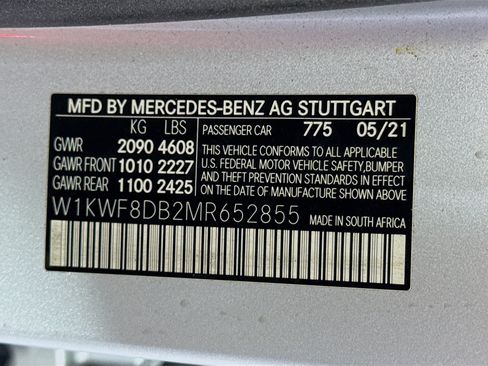 MFD BY MERCEDES-BENZ AG STUTTGART
KG LBS PASSENGER CAR 775 05/21
GVWR 2090 4608 THIS VEHICLE CONFORMS TO ALL APPLICABLE
GAWR FRONT 1010 2227 U.S. FEDERAL MOTOR VEHICLE SAFETY,BUMPER
GAWR REAR 1100 2425 AND THEFT PREVENTION STANDARDS IN EFFECT
ON THE DATE OF MANUFACTURE SHOWN ABOVE.
W1KWF8DB2MR652855 MADE IN SOUTH AFRICA